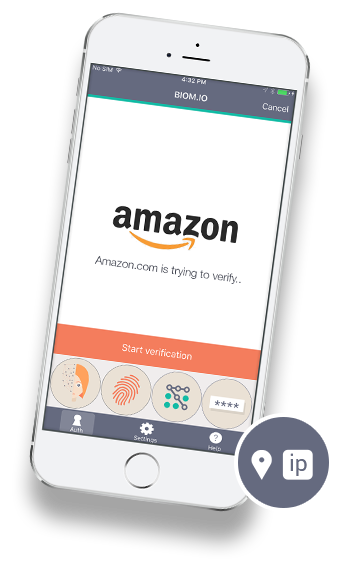 No SIM
4:32 PM
BIOM.IO
Cancel
amazon
Amazon.com is trying to verify..
Start verification
****
Auth
Settings
Help
ip